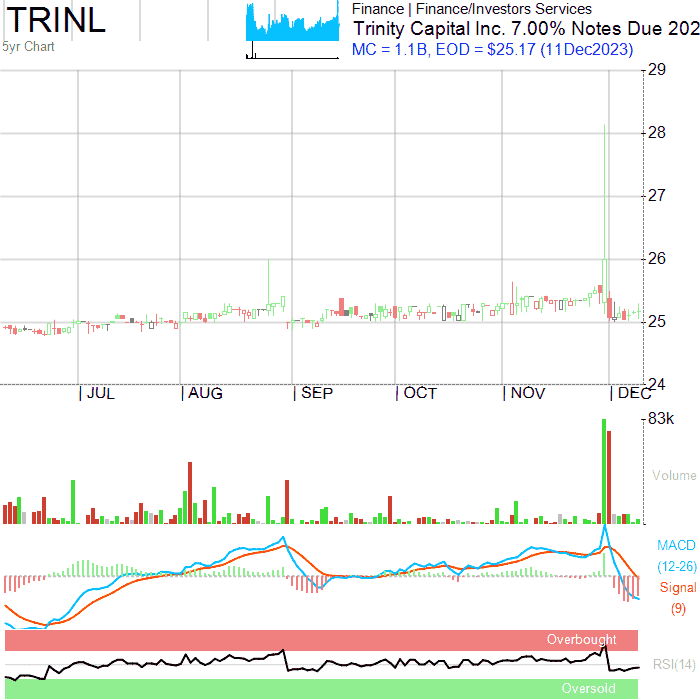 TRINL
5yr Chart
Finance | Finance/Investors Services
Trinity Capital Inc. 7.00% Notes Due 202
MC = 1.1B, EOD = $25.17 (11Dec2023)
29
28
27
26
25
24
JUL AUG SEP OCT NOV DEC
83k
Volume
MACD
(12-26)
Signal
(9)
Overbought
RSI(14)
Oversold